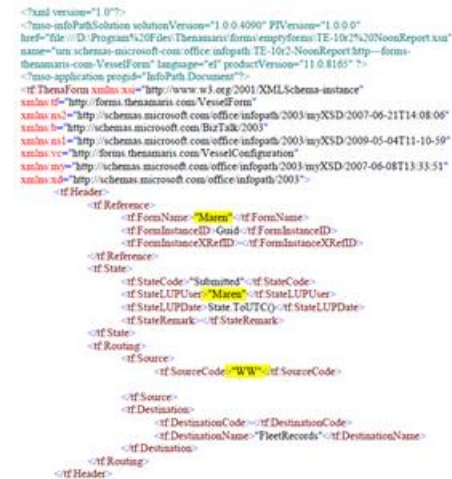 <?xml version="1.0"?>
<?mso-infoPathSolution solutionVersion="1.0.0.4090" PIVersion="1.0.0.0"
href="file:///D:\Program%20Files\Thenamaris\forms\emptyforms\TE-10r2%20NoonReport.xsn"
name="urn:schemas-microsoft-com:office:infopath:TE-10r2-NoonReport:http---forms-
thenamaris-com-VesselForm" language="el" productVersion="11.0.8165" ?>
<?mso-application progid="InfoPath.Document"?>
<tf:ThenaForm xmlns:xsi="http://www.w3.org/2001/XMLSchema-instance"
xmlns:tf="http://forms.thenamaris.com/VesselForm"
xmlns:ns2="http://schemas.microsoft.com/office/infopath/2003/myXSD/2007-06-21T14:08:06"
xmlns:b="http://schemas.microsoft.com/BizTalk/2003"
xmlns:ns1="http://schemas.microsoft.com/office/infopath/2003/myXSD/2009-05-04T11-10-59"
xmlns:vc="http://forms.thenamaris.com/VesselConfiguration"
xmlns:my="http://schemas.microsoft.com/office/infopath/2003/myXSD/2007-06-08T13:33:51"
xmlns:xd="http://schemas.microsoft.com/office/infopath/2003">
<tf:Header>
<tf:Reference>
<tf:FormName>"Maren"</tf:FormName>
<tf:FormInstanceID>Guid</tf:FormInstanceID>
<tf:FormInstanceXRefID></tf:FormInstanceXRefID>
</tf:Reference>
<tf:State>
<tf:StateCode>"Submitted"</tf:StateCode>
<tf:StateLUPUser>"Maren"</tf:StateLUPUser>
<tf:StateLUPDate>State.ToUTC()</tf:StateLUPDate>
<tf:StateRemark></tf:StateRemark>
</tf:State>
<tf:Routing>
<tf:Source>
<tf:SourceCode>"WW"</tf:SourceCode>
</tf:Source>
<tf:Destination>
<tf:DestinationCode></tf:DestinationCode>
<tf:DestinationName>"FleetRecords"</tf:DestinationName>
</tf:Destination>
</tf:Routing>
</tf:Header>